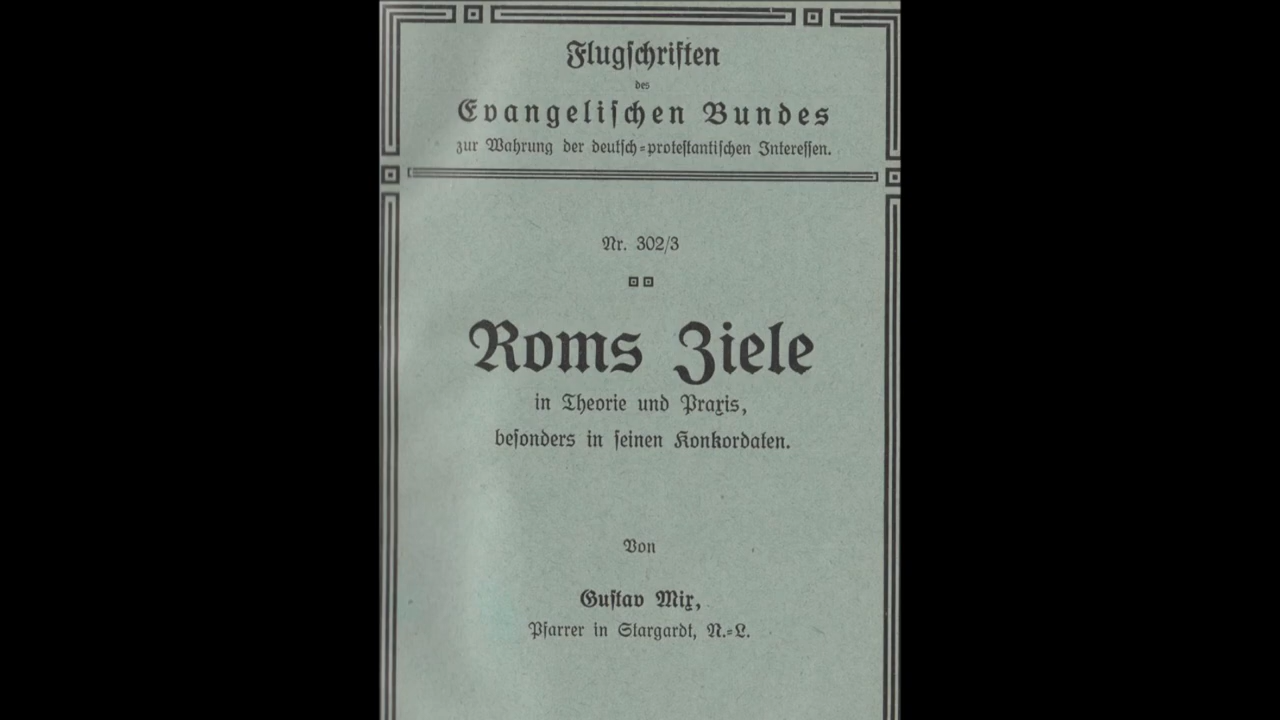 Flugschriften
des
Evangelischen Bundes
zur Wahrung der deutsch=protestantischen Interessen.
Nr. 302/3
Roms Ziele
in Theorie und Praxis,
besonders in seinen Konkordaten.
Von
Gustav Mix,
Pfarrer in Stargardt, N.=L.